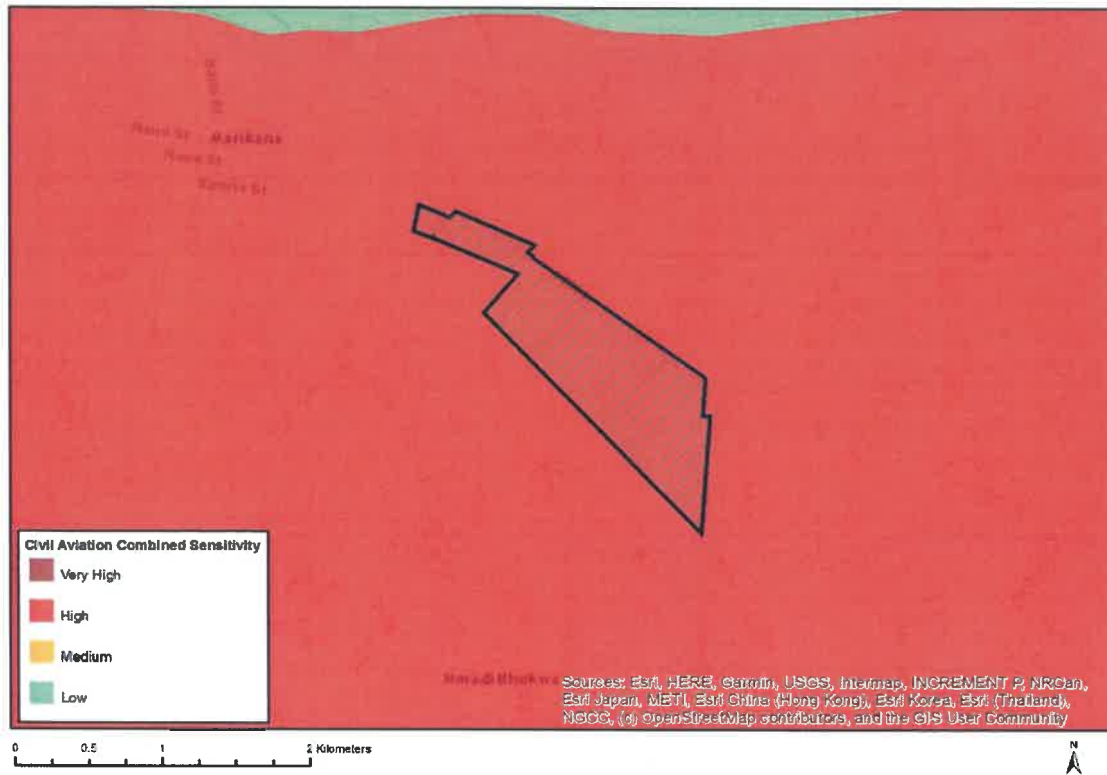 Marikana
Civil Aviation Combined Sensitivity
Very High
High
Medium
Low
Sources: Esri, HERE, Garmin, USGS, Intermap, INCREMENT P, NRCan,
Esri Japan, METI, Esri China (Hong Kong), Esri Korea, Esri (Thailand),
NGCC, (c) OpenStreetMap contributors, and the GIS User Community
0 0.5 1 2 Kilometers
N